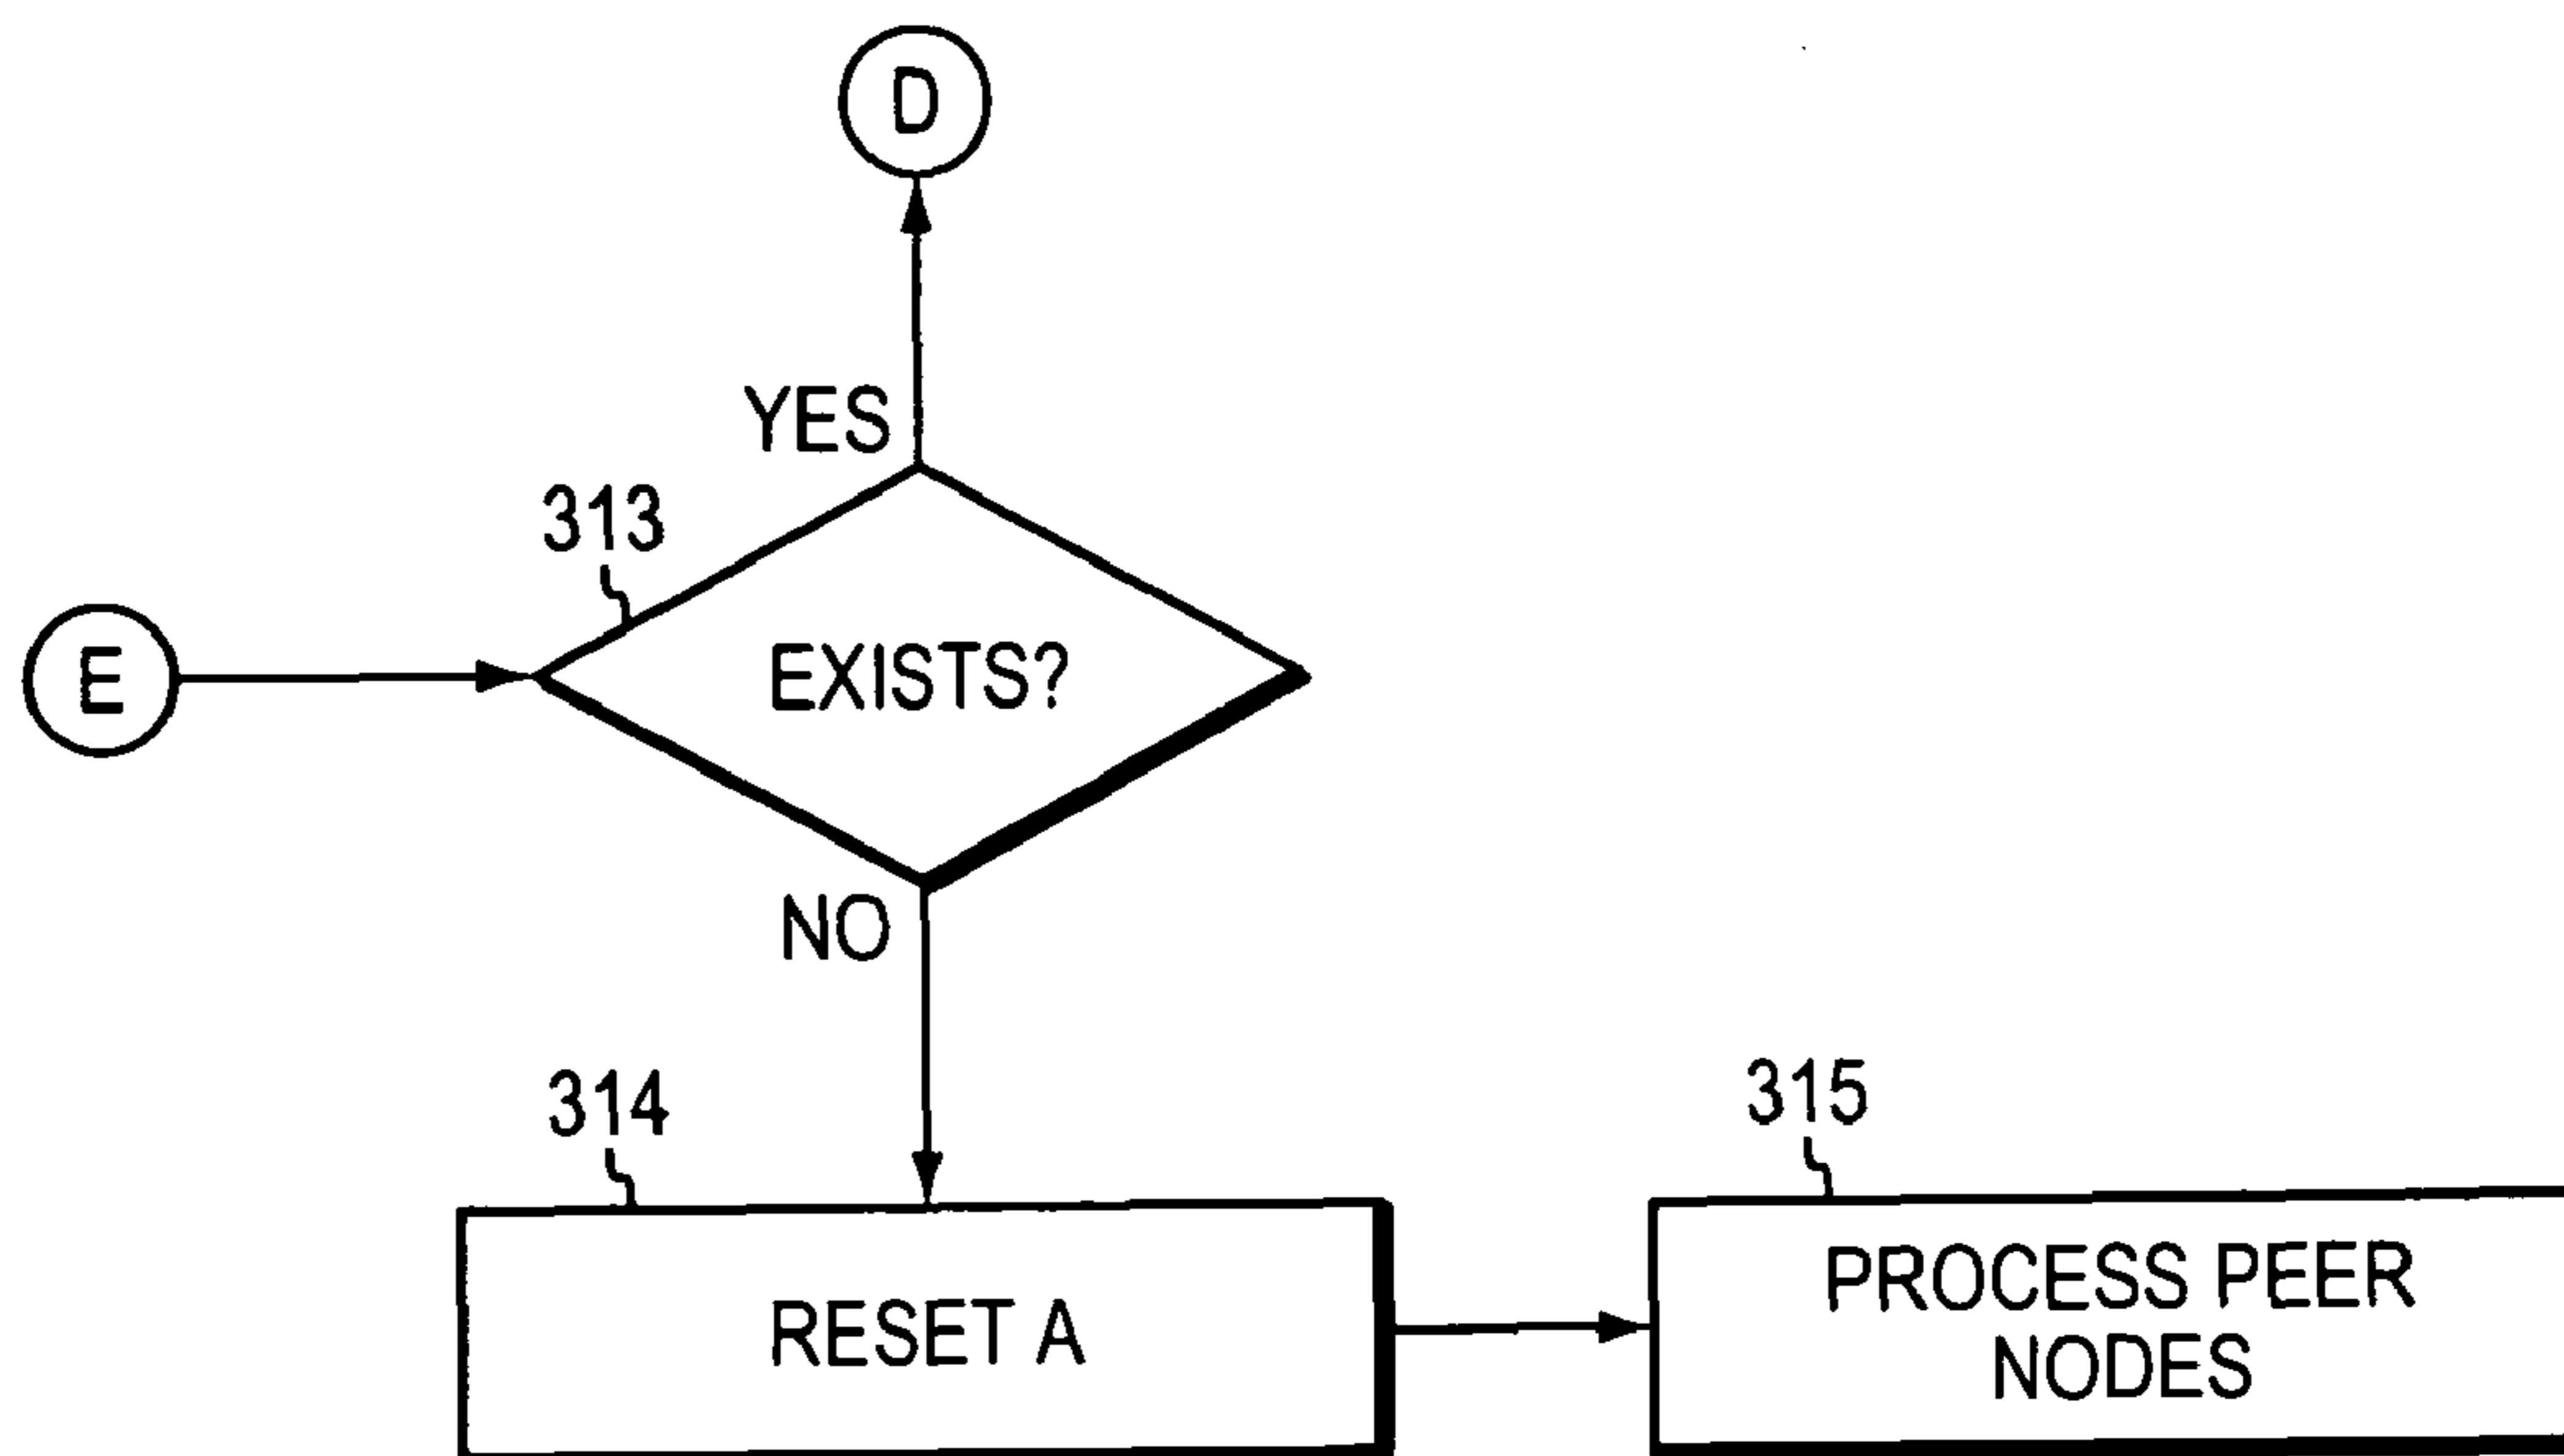 D
YES
313
E
EXISTS?
NO
314
315
RESET A
PROCESS PEER
NODES